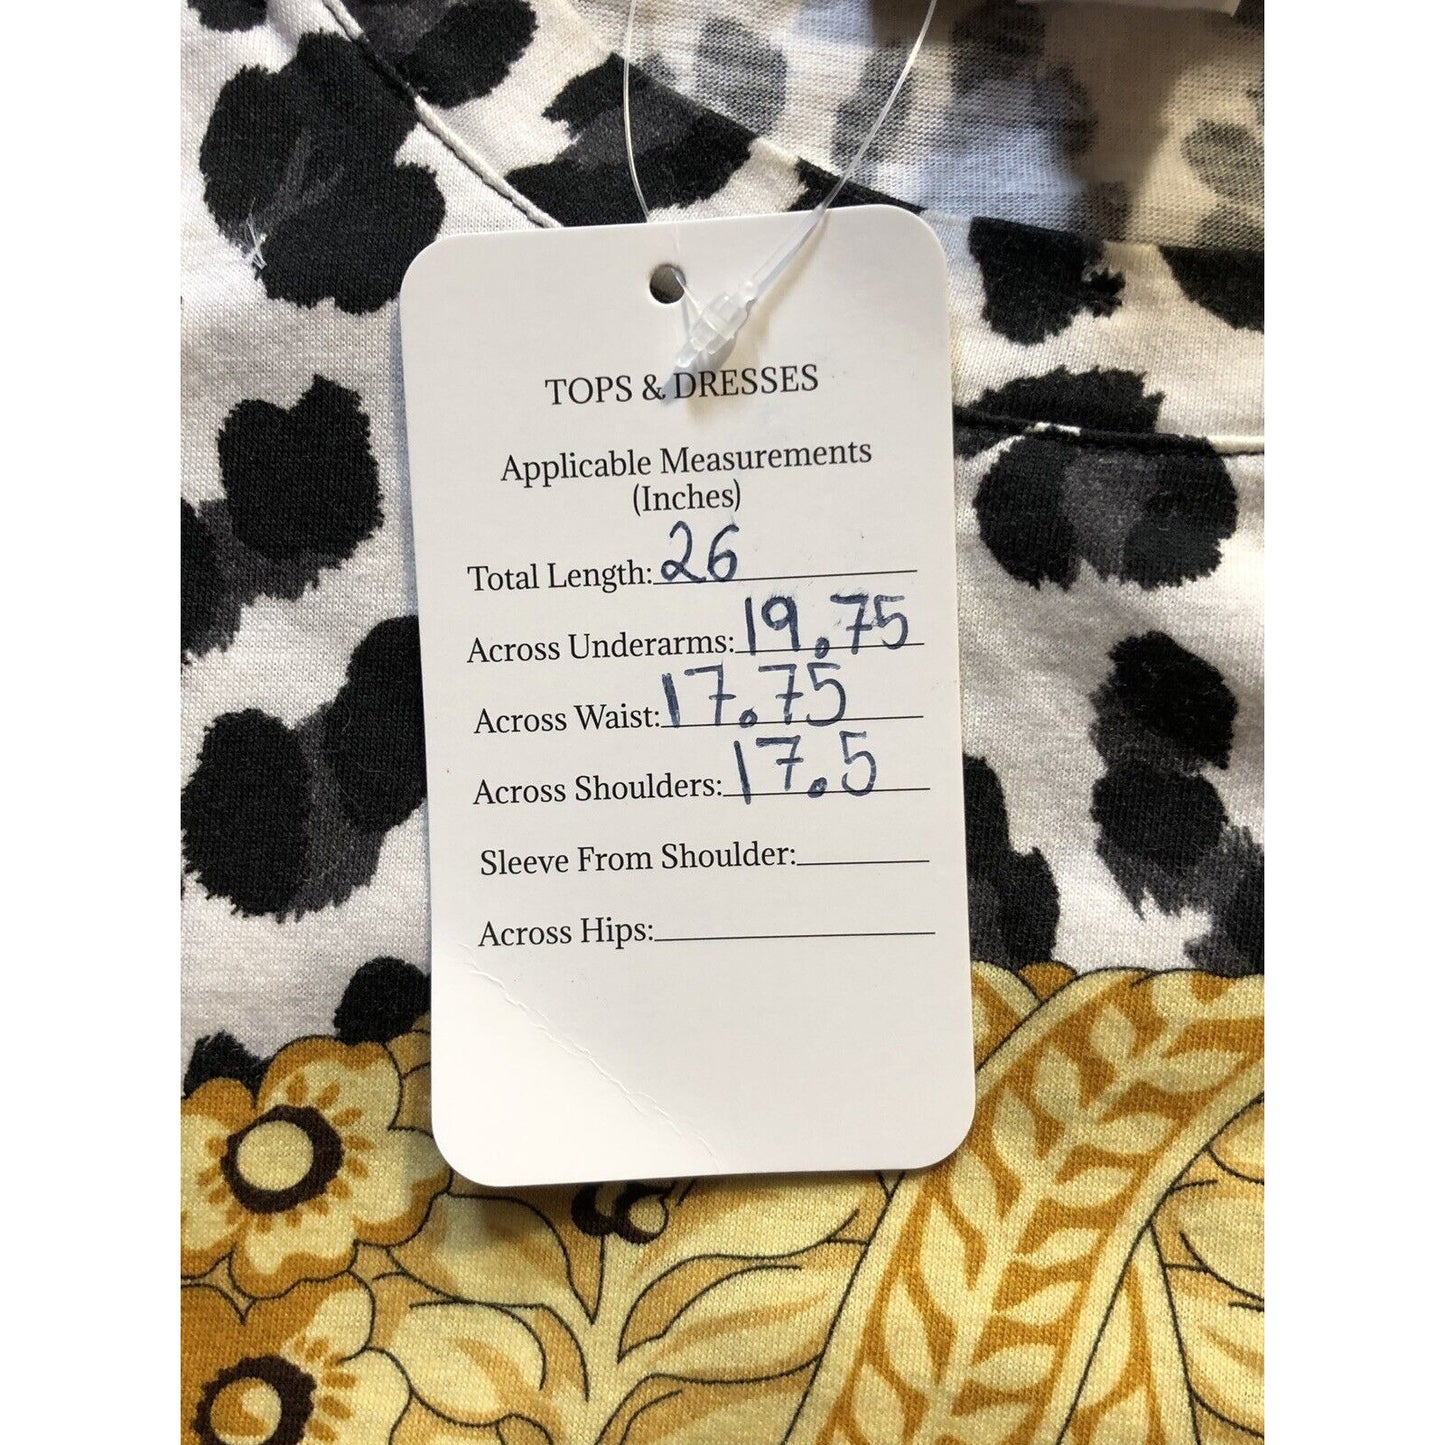 TOPS & DRESSES
Applicable Measurements
(Inches)
Total Length: 26
Across Underarms: 19.75
Across Waist: 17.75
Across Shoulders: 17.5
Sleeve From Shoulder:
Across Hips: